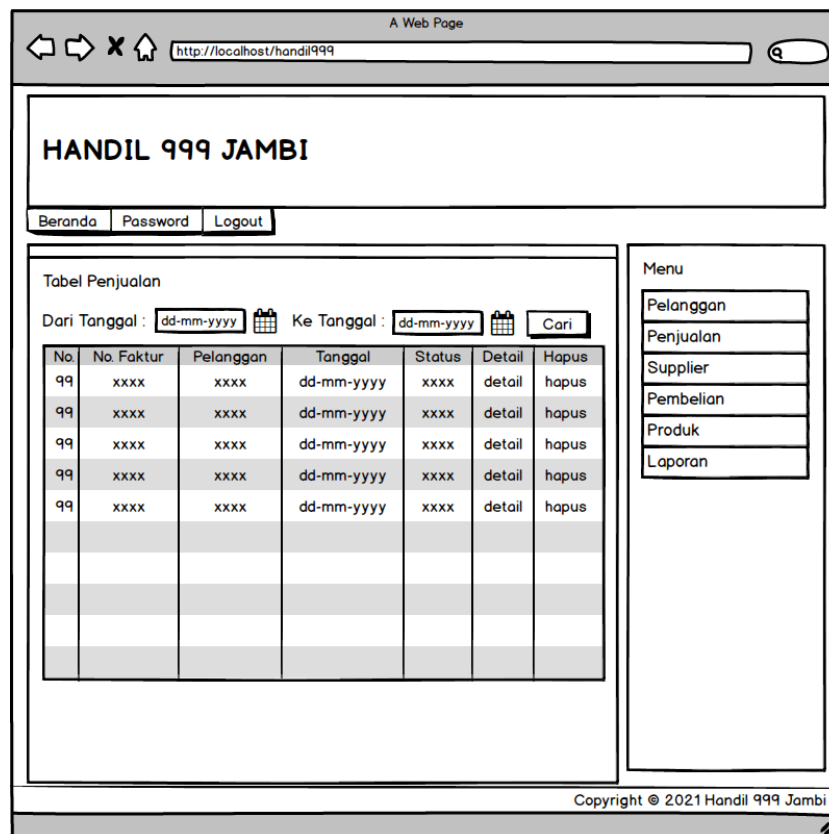 A Web Page
http://localhost/handil999
HANDIL 999 JAMBI
Beranda Password Logout
Tabel Penjualan
Dari Tanggal : dd-mm-yyyy Ke Tanggal : dd-mm-yyyy Cari
No. No. Faktur Pelanggan Tanggal Status Detail Hapus
99 xxxx xxxx dd-mm-yyyy xxxx detail hapus
99 xxxx xxxx dd-mm-yyyy xxxx detail hapus
99 xxxx xxxx dd-mm-yyyy xxxx detail hapus
99 xxxx xxxx dd-mm-yyyy xxxx detail hapus
99 xxxx xxxx dd-mm-yyyy xxxx detail hapus
Menu
Pelanggan
Penjualan
Supplier
Pembelian
Produk
Laporan
Copyright © 2021 Handil 999 Jambi